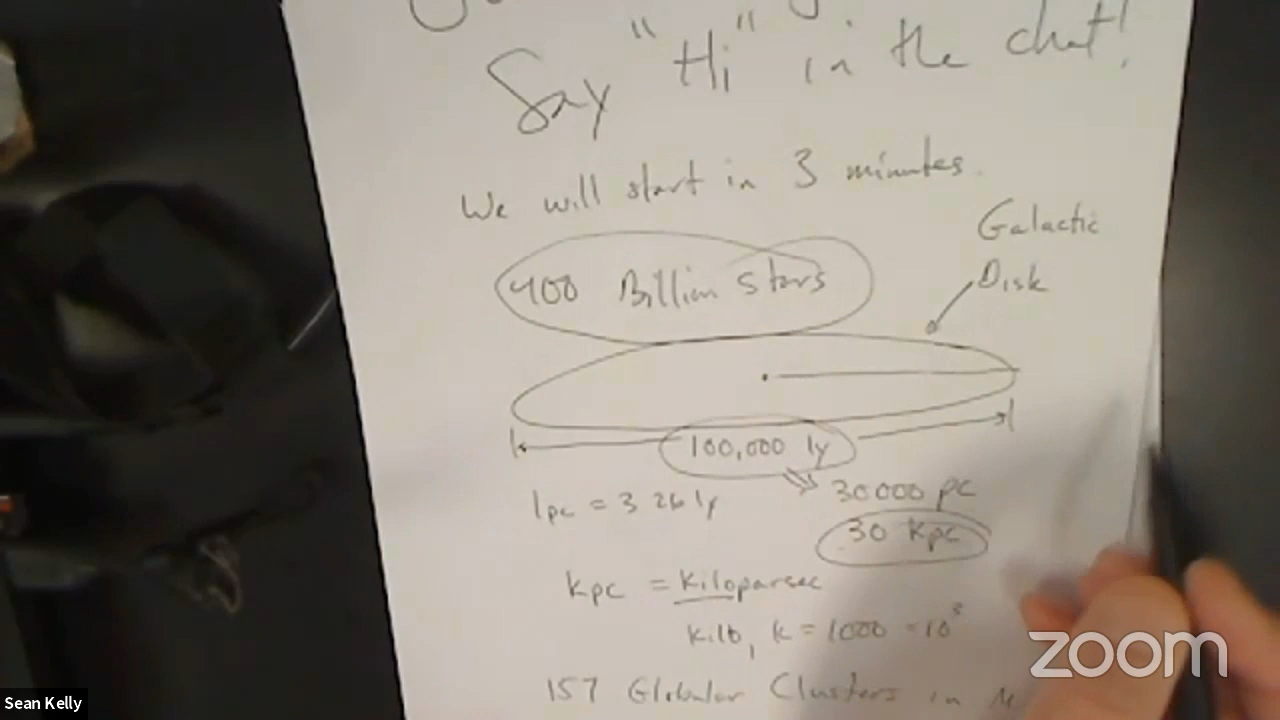 Say "Hi" in the chat!
We will start in 3 minutes.
Galactic
Disk
400 Billion stars
100,000 ly
1pc = 3.26 ly
30000 pc
30 kpc
kpc = kiloparsec
kilo, k = 1000 = 10³
157 Globular Clusters in M
zoom
Sean Kelly